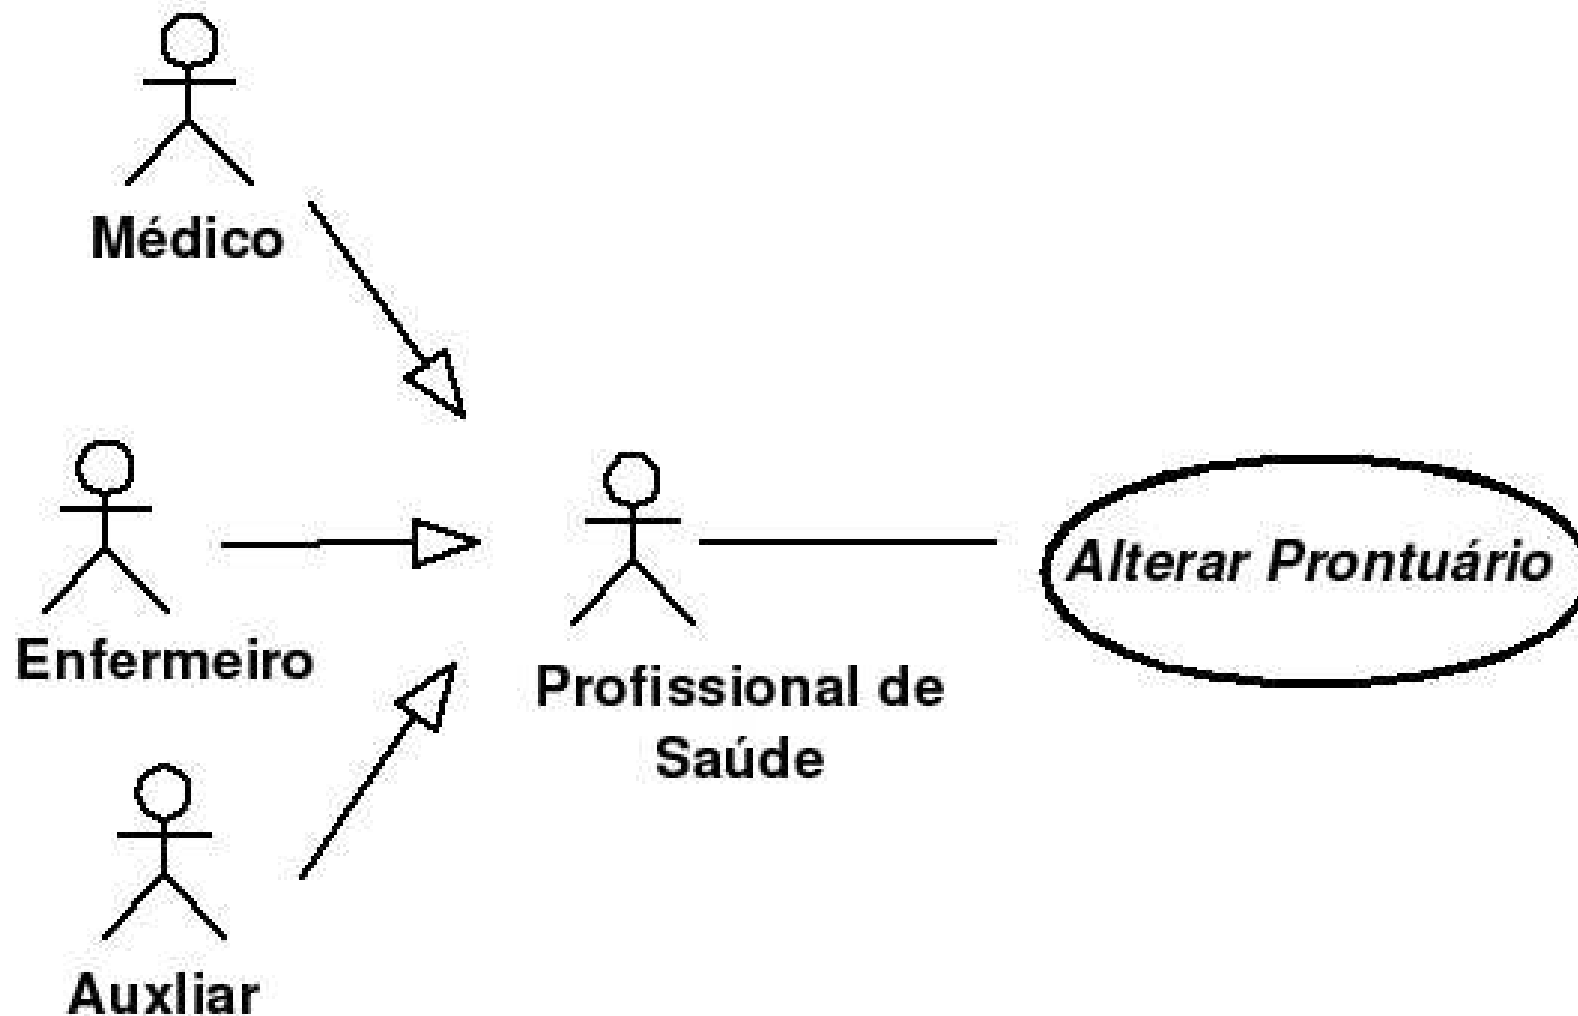 Médico
Enfermeiro
Profissional de
Saúde
Alterar Prontuário
Auxliar